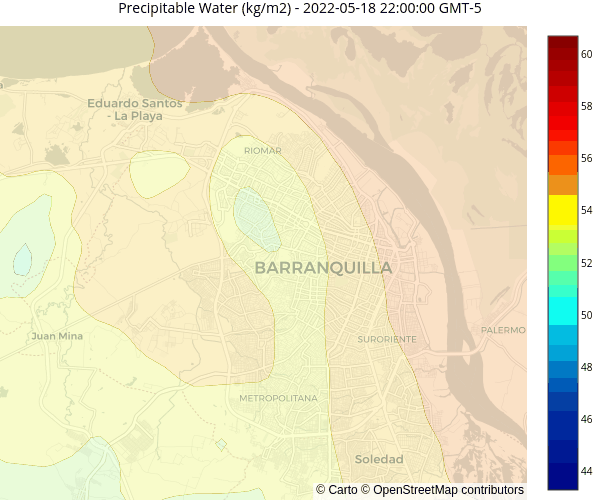 Precipitable Water (kg/m2) - 2022-05-18 22:00:00 GMT-5
60
58
56
54
52
50
48
46
44
Eduardo Santos
- La Playa
RIOMAR
BARRANQUILLA
Juan Mina
PALERMO
SURORIENTE
METROPOLITANA
Soledad
© Carto © OpenStreetMap contributors